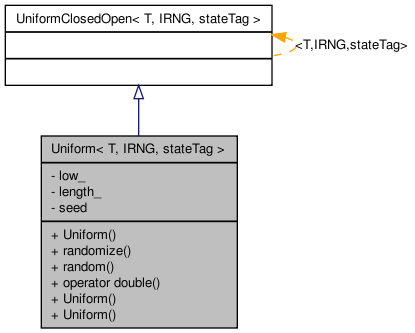 UniformClosedOpen< T, IRNG, stateTag >
<T,IRNG,stateTag>
Uniform< T, IRNG, stateTag >
- low_
- length_
- seed
+ Uniform()
+ randomize()
+ random()
+ operator double()
+ Uniform()
+ Uniform()